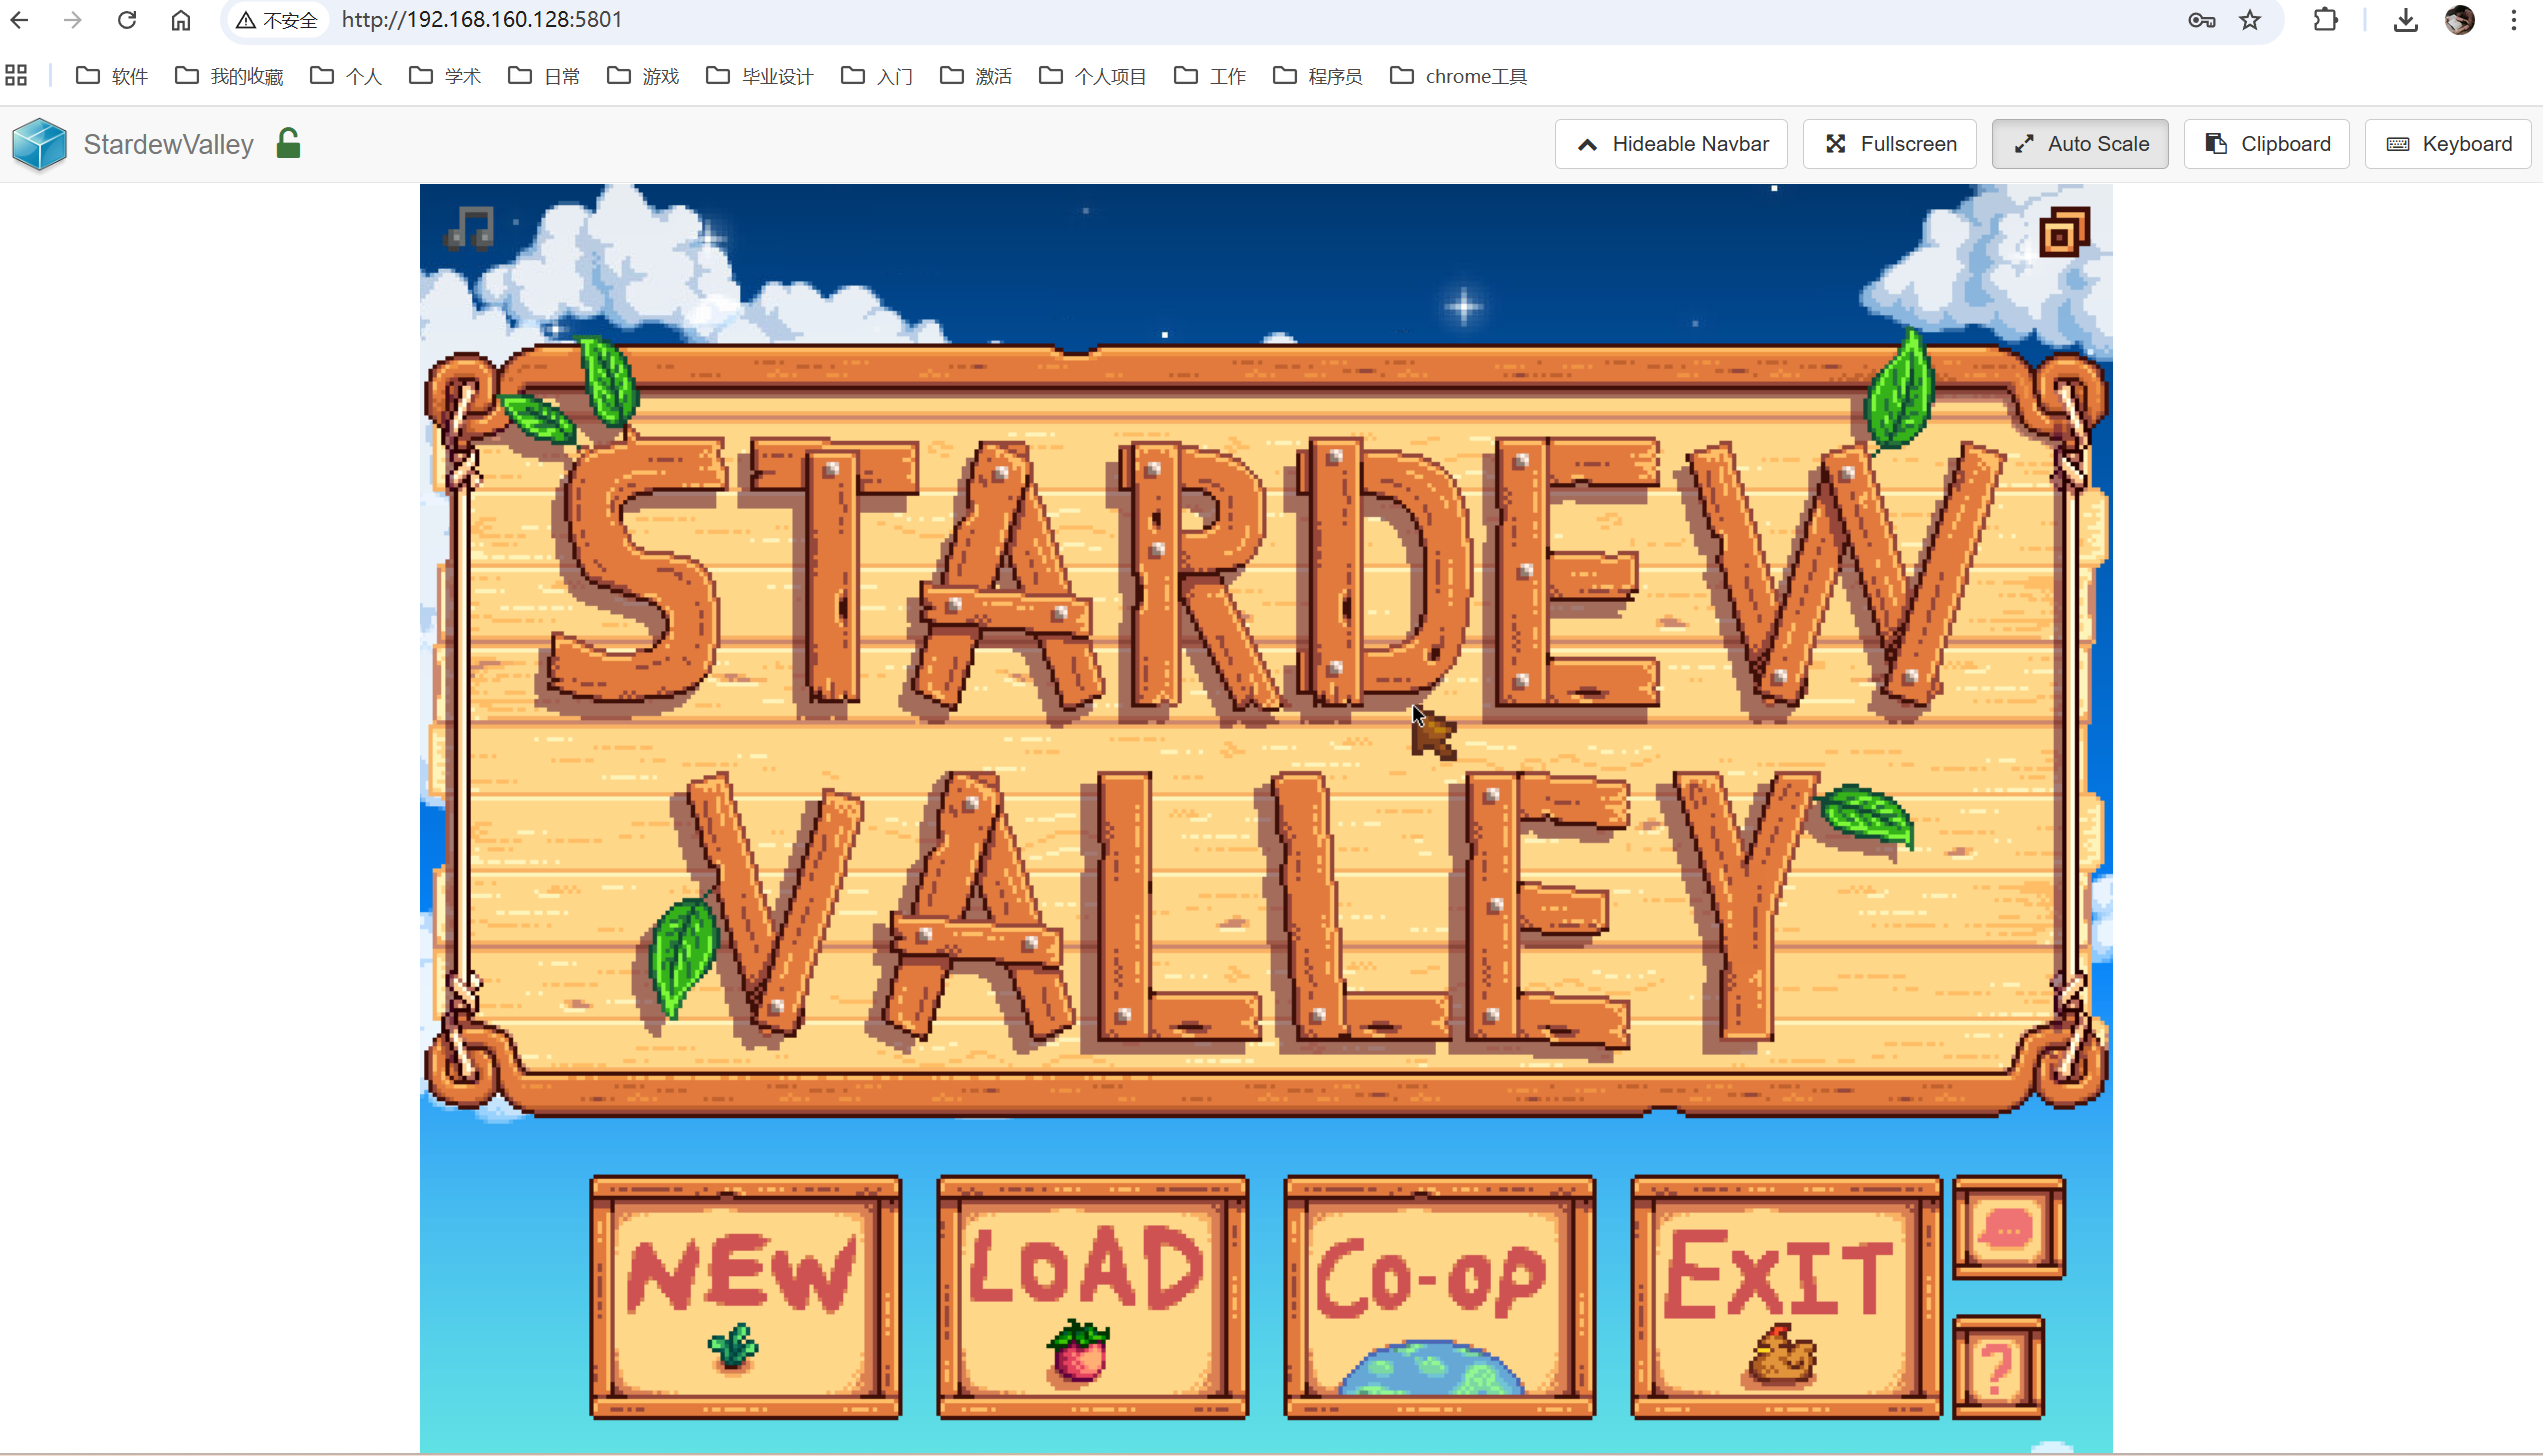 不安全 http://192.168.160.128:5801
软件 我的收藏 个人 学术 日常 游戏 毕业设计 入门 激活 个人项目 工作 程序员 chrome工具
StardewValley Hideable Navbar Fullscreen Auto Scale Clipboard Keyboard
STARDEW
VALLEY
NEW LOAD Co-op EXIT
?